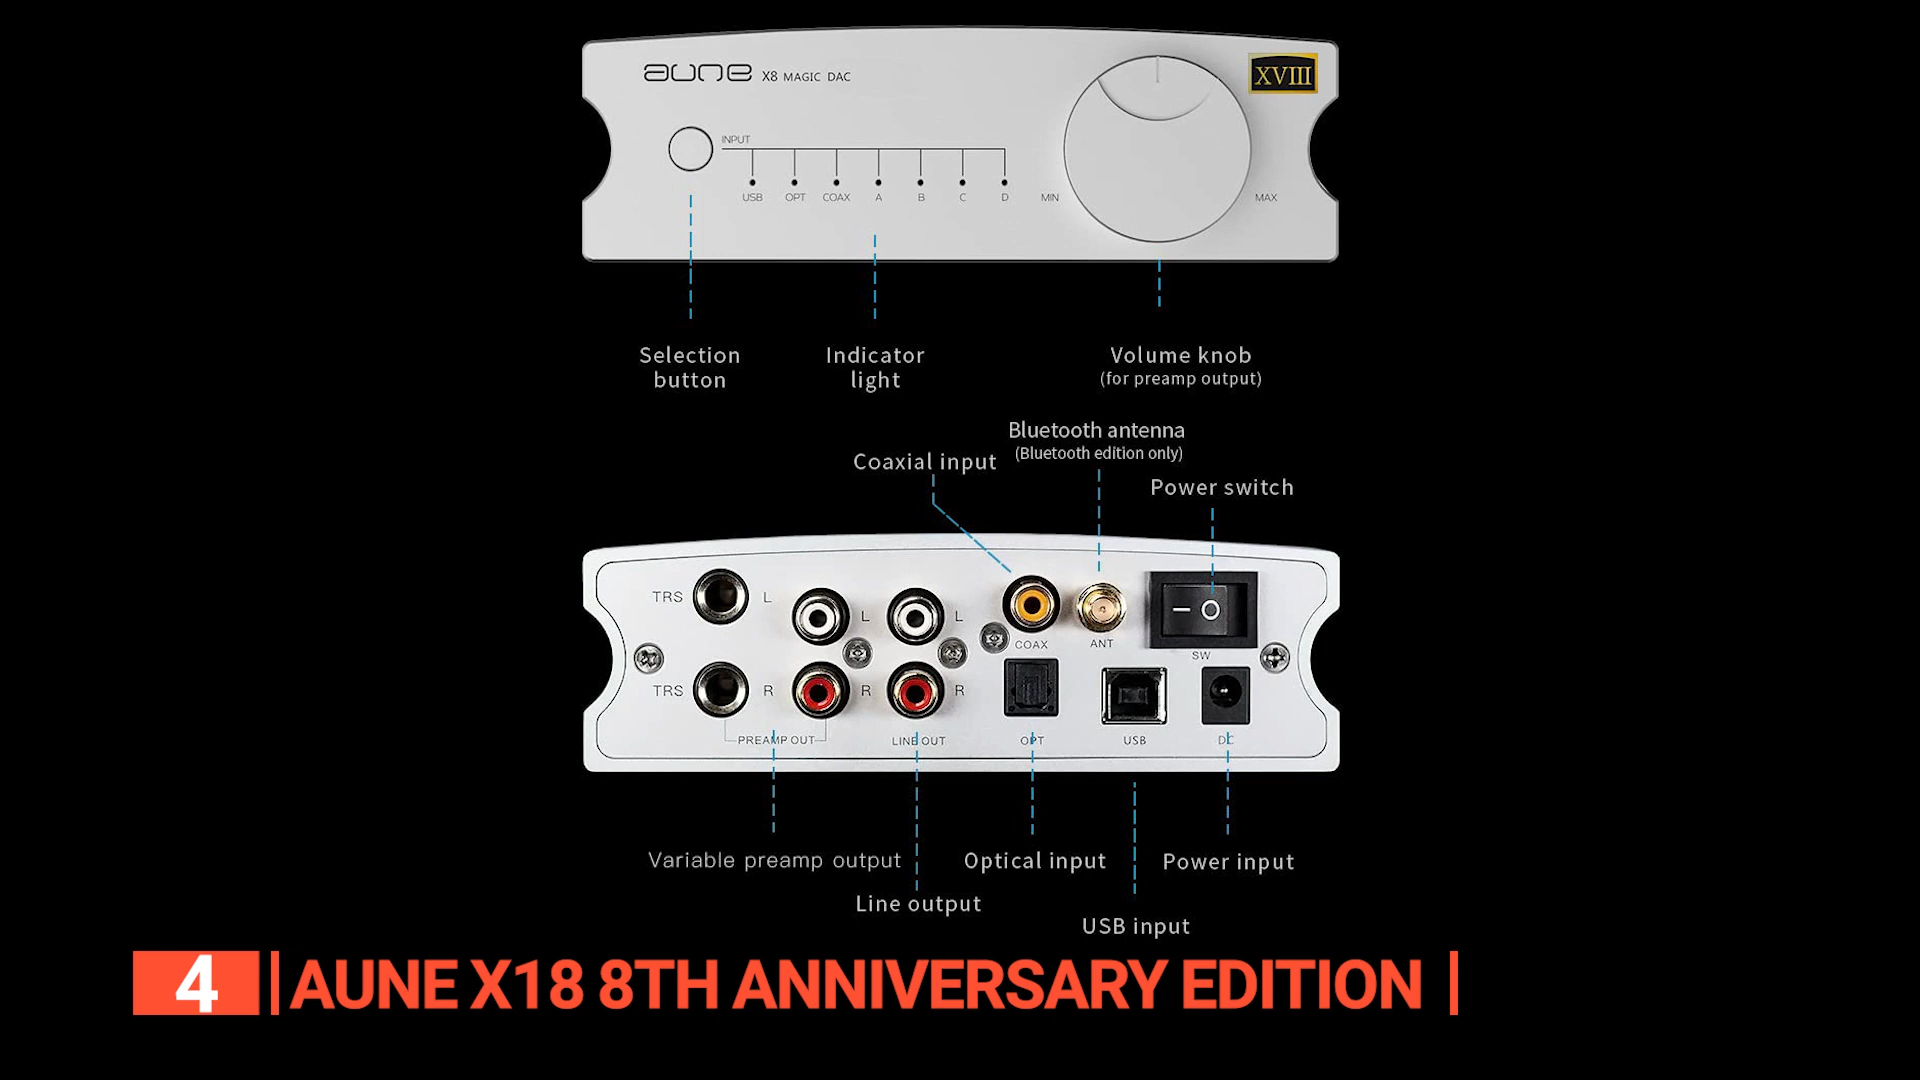 aune X8 MAGIC DAC
XVIII
INPUT
USB OPT COAX A B C D MIN MAX
Selection
button
Indicator
light
Volume knob
(for preamp output)
Bluetooth antenna
(Bluetooth edition only)
Coaxial input
Power switch
TRS L L L
COAX ANT
SW
TRS R R R
PREAMP OUT LINE OUT OPT USB DC
Variable preamp output Optical input Power input
Line output
USB input
4 AUNE X18 8TH ANNIVERSARY EDITION